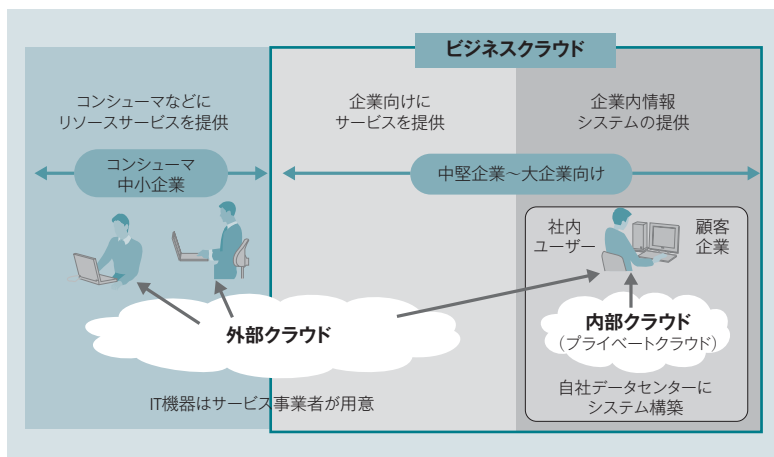 ビジネスクラウド
コンシューマなどに
リソースサービスを提供
企業向けに
サービスを提供
企業内情報
システムの提供
コンシューマ
中小企業
中堅企業～大企業向け
社内
ユーザー
顧客
企業
外部クラウド
内部クラウド
（プライベートクラウド）
IT機器はサービス事業者が用意
自社データセンターに
システム構築